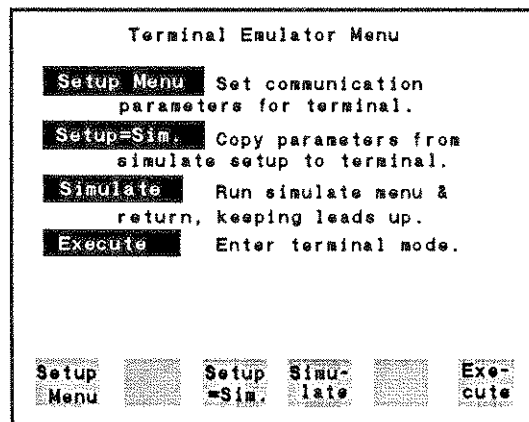 Terminal Emulator Menu
Setup Menu Set communication
parameters for terminal.
Setup=Sim. Copy parameters from
simulate setup to terminal.
Simulate Run simulate menu &
return, keeping leads up.
Execute Enter terminal mode.
Setup Setup Simu- Exe-
Menu =Sim. late cute